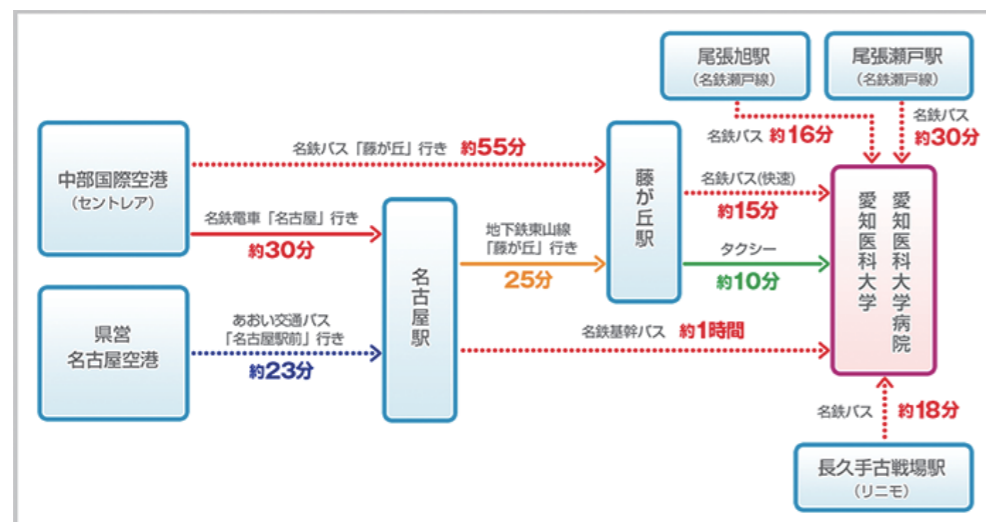 尾張旭駅
(名鉄瀬戸線)
尾張瀬戸駅
(名鉄瀬戸線)
名鉄バス 約16分
名鉄バス
約30分
中部国際空港
(セントレア)
名鉄バス「藤が丘」行き 約55分
藤が丘駅
名鉄バス(快速)
約15分
愛知医科大学病院
愛知医科大学
名鉄電車「名古屋」行き
約30分
名古屋駅
地下鉄東山線
「藤が丘」行き
25分
タクシー
約10分
県営
名古屋空港
あおい交通バス
「名古屋駅前」行き
約23分
名鉄基幹バス 約1時間
名鉄バス 約18分
長久手古戦場駅
(リニモ)